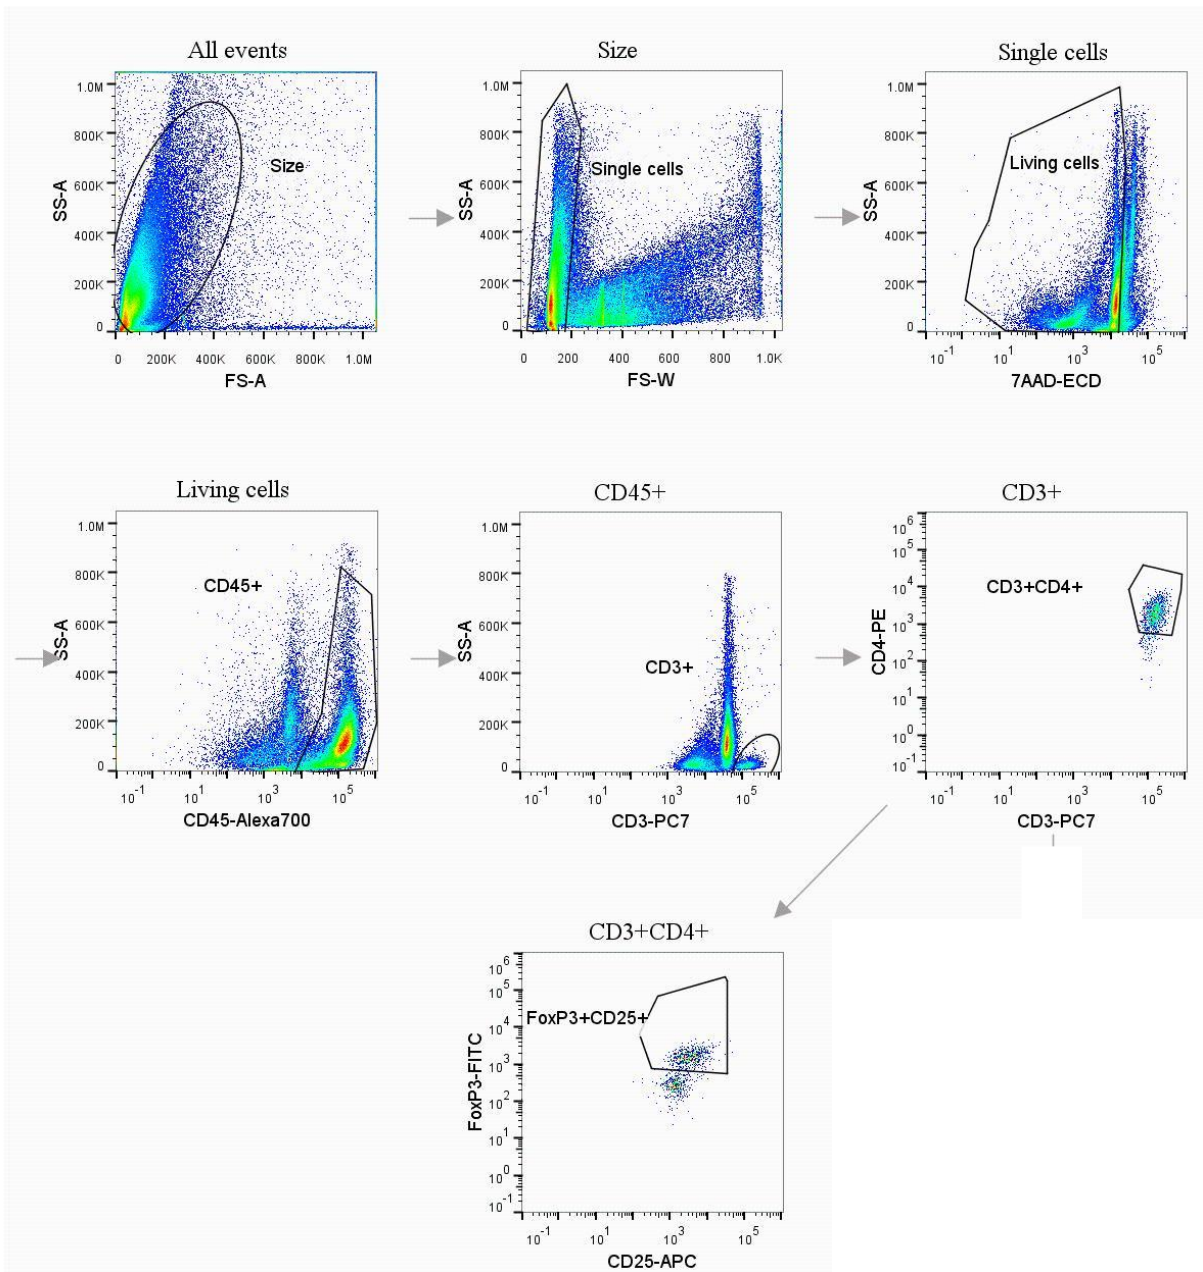 All events
Size
Single cells
1.0M
800K
600K
400K
200K
0
SS-A
Size
0 200K 400K 600K 800K 1.0M
FS-A
1.0M
800K
600K
400K
200K
0
SS-A
Single cells
0 200 400 600 800 1.0K
FS-W
1.0M
800K
600K
400K
200K
0
SS-A
Living cells
10-1 101 103 105
7AAD-ECD
Living cells
CD45+
CD3+
1.0M
800K
600K
400K
200K
0
SS-A
CD45+
10-1 101 103 105
CD45-Alexa700
1.0M
800K
600K
400K
200K
0
SS-A
CD3+
10-1 101 103 105
CD3-PC7
106
105
104
103
102
101
100
10-1
CD4-PE
CD3+CD4+
10-1 101 103 105
CD3-PC7
CD3+CD4+
106
105
104
103
102
101
100
10-1
FoxP3-FITC
FoxP3+CD25+
10-1 101 103 105
CD25-APC